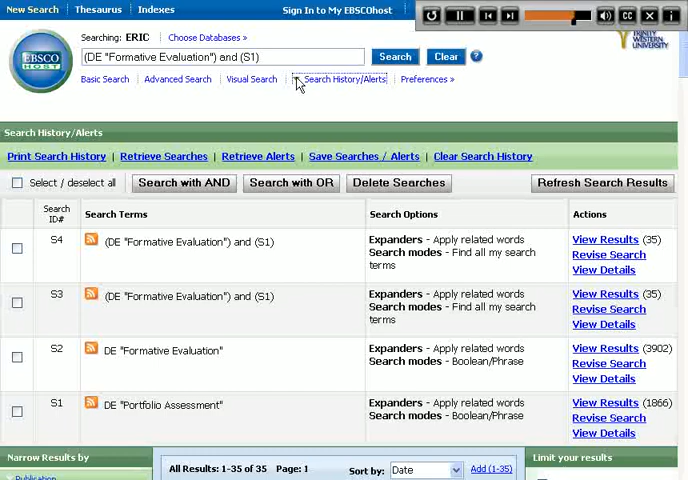 New Search Thesaurus Indexes Sign In to My EBSCOhost
CC
Searching: ERIC Choose Databases »
TRINITY
WESTERN
UNIVERSITY
EBSCO
HOST
(DE "Formative Evaluation") and (S1) Search Clear ?
Basic Search Advanced Search Visual Search Search History/Alerts Preferences »
Search History/Alerts
Print Search History Retrieve Searches Retrieve Alerts Save Searches / Alerts Clear Search History
Select / deselect all Search with AND Search with OR Delete Searches Refresh Search Results
Search
ID# Search Terms Search Options Actions
S4 (DE "Formative Evaluation") and (S1) Expanders - Apply related words View Results (35)
Search modes - Find all my search Revise Search
terms View Details
S3 (DE "Formative Evaluation") and (S1) Expanders - Apply related words View Results (35)
Search modes - Find all my search Revise Search
terms View Details
S2 DE "Formative Evaluation" Expanders - Apply related words View Results (3902)
Search modes - Boolean/Phrase Revise Search
View Details
S1 DE "Portfolio Assessment" Expanders - Apply related words View Results (1866)
Search modes - Boolean/Phrase Revise Search
View Details
Narrow Results by All Results: 1-35 of 35 Page: 1 Sort by: Date Add (1-35) Limit your results
Publication